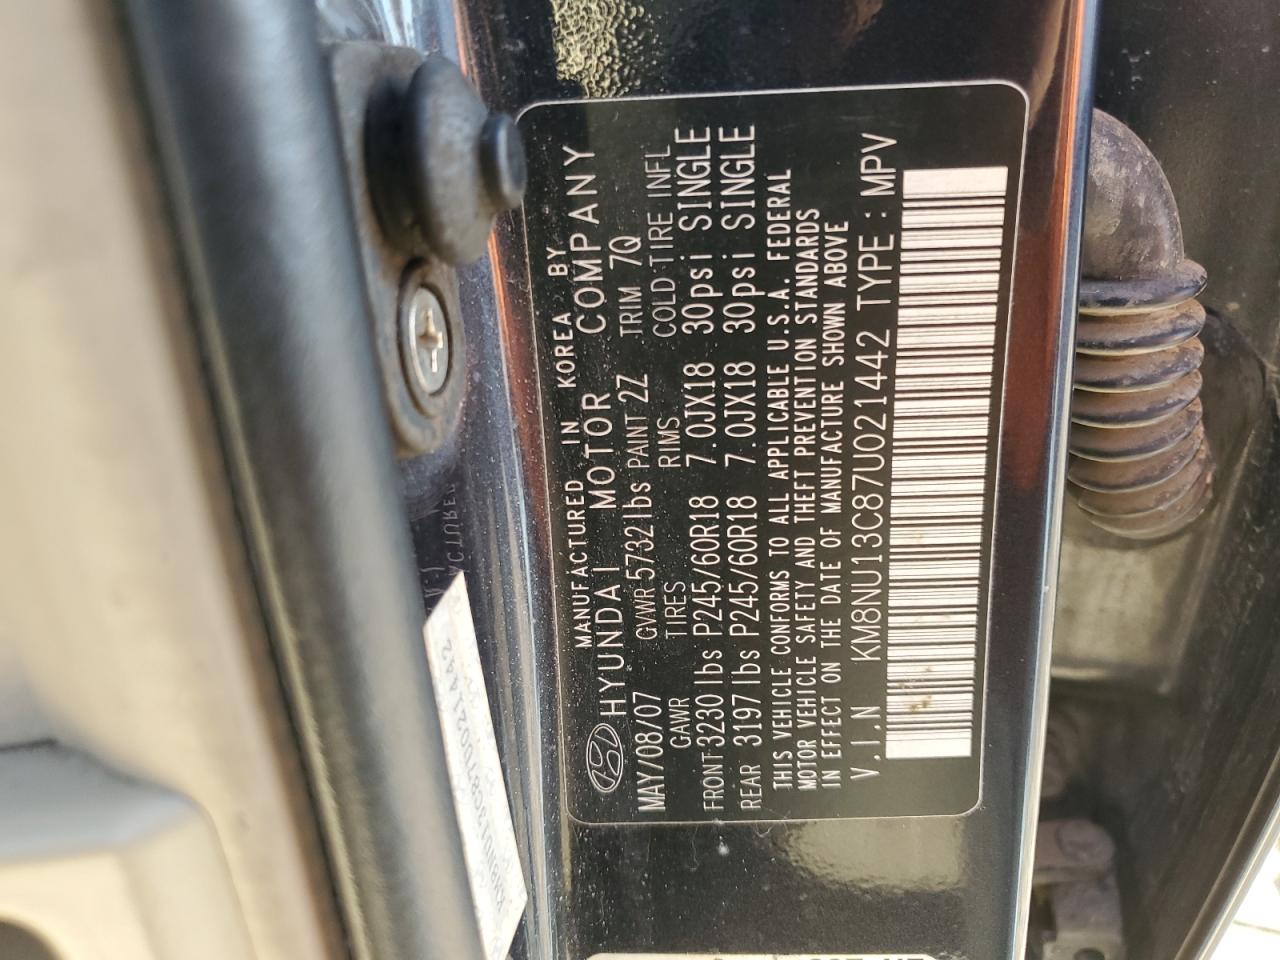 MANUFACTURED IN KOREA BY
HYUNDAI MOTOR COMPANY
MAY/08/07 GVWR 5732 lbs PAINT 2Z TRIM 7Q
GAWR TIRES RIMS COLD TIRE INFL
FRONT 3230 lbs P245/60R18 7.0JX18 30psi SINGLE
REAR 3197 lbs P245/60R18 7.0JX18 30psi SINGLE
THIS VEHICLE CONFORMS TO ALL APPLICABLE U.S.A. FEDERAL
MOTOR VEHICLE SAFETY AND THEFT PREVENTION STANDARDS
IN EFFECT ON THE DATE OF MANUFACTURE SHOWN ABOVE
V.I.N KM8NU13C87U021442 TYPE : MPV
KM8NU13C87U021442